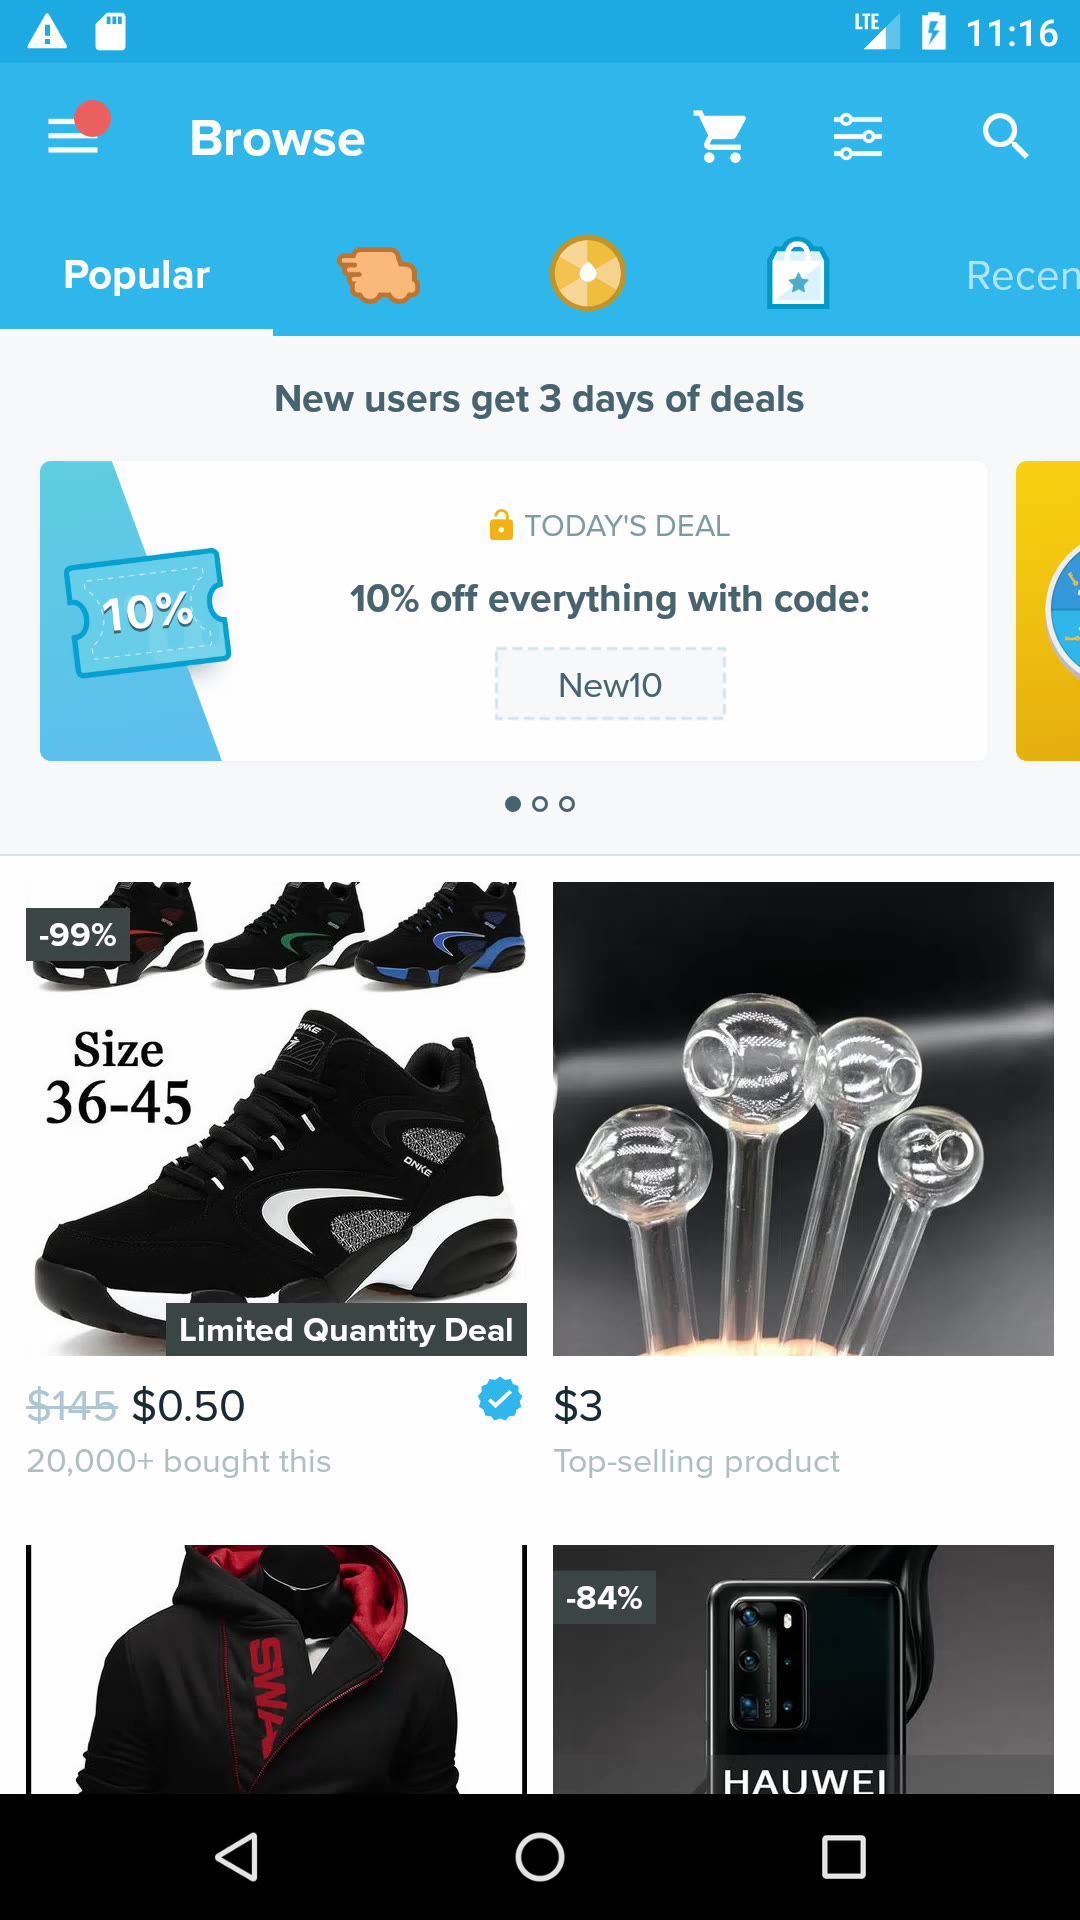 LTE 11:16
Browse
Popular
Recen
New users get 3 days of deals
TODAY'S DEAL
10% off everything with code:
10%
New10
-99%
Size
36-45
ONKE
ONKE
Limited Quantity Deal
$145 $0.50
20,000+ bought this
$3
Top-selling product
SWA
-84%
LEICA
HAUWEI